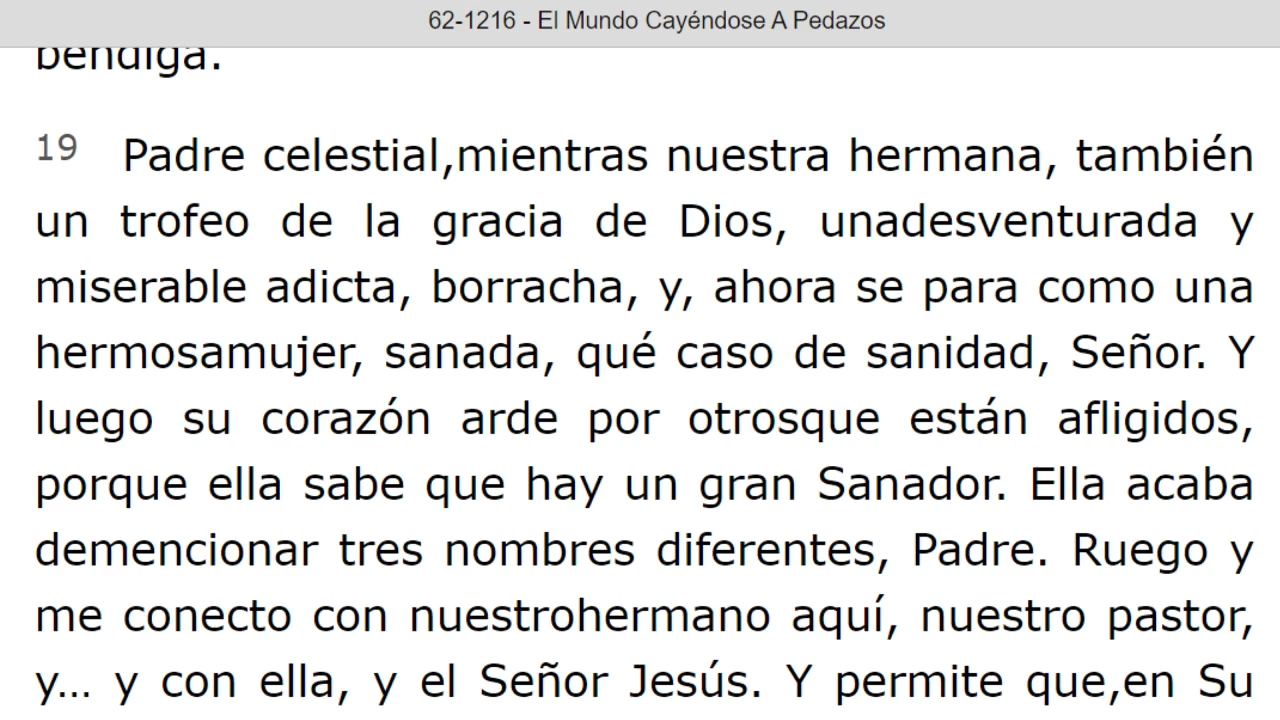 62-1216 - El Mundo Cayéndose A Pedazos
bendiga.
19 Padre celestial,mientras nuestra hermana, también
un trofeo de la gracia de Dios, unadesventurada y
miserable adicta, borracha, y, ahora se para como una
hermosamujer, sanada, qué caso de sanidad, Señor. Y
luego su corazón arde por otrosque están afligidos,
porque ella sabe que hay un gran Sanador. Ella acaba
demencionar tres nombres diferentes, Padre. Ruego y
me conecto con nuestrohermano aquí, nuestro pastor,
y... y con ella, y el Señor Jesús. Y permite que,en Su